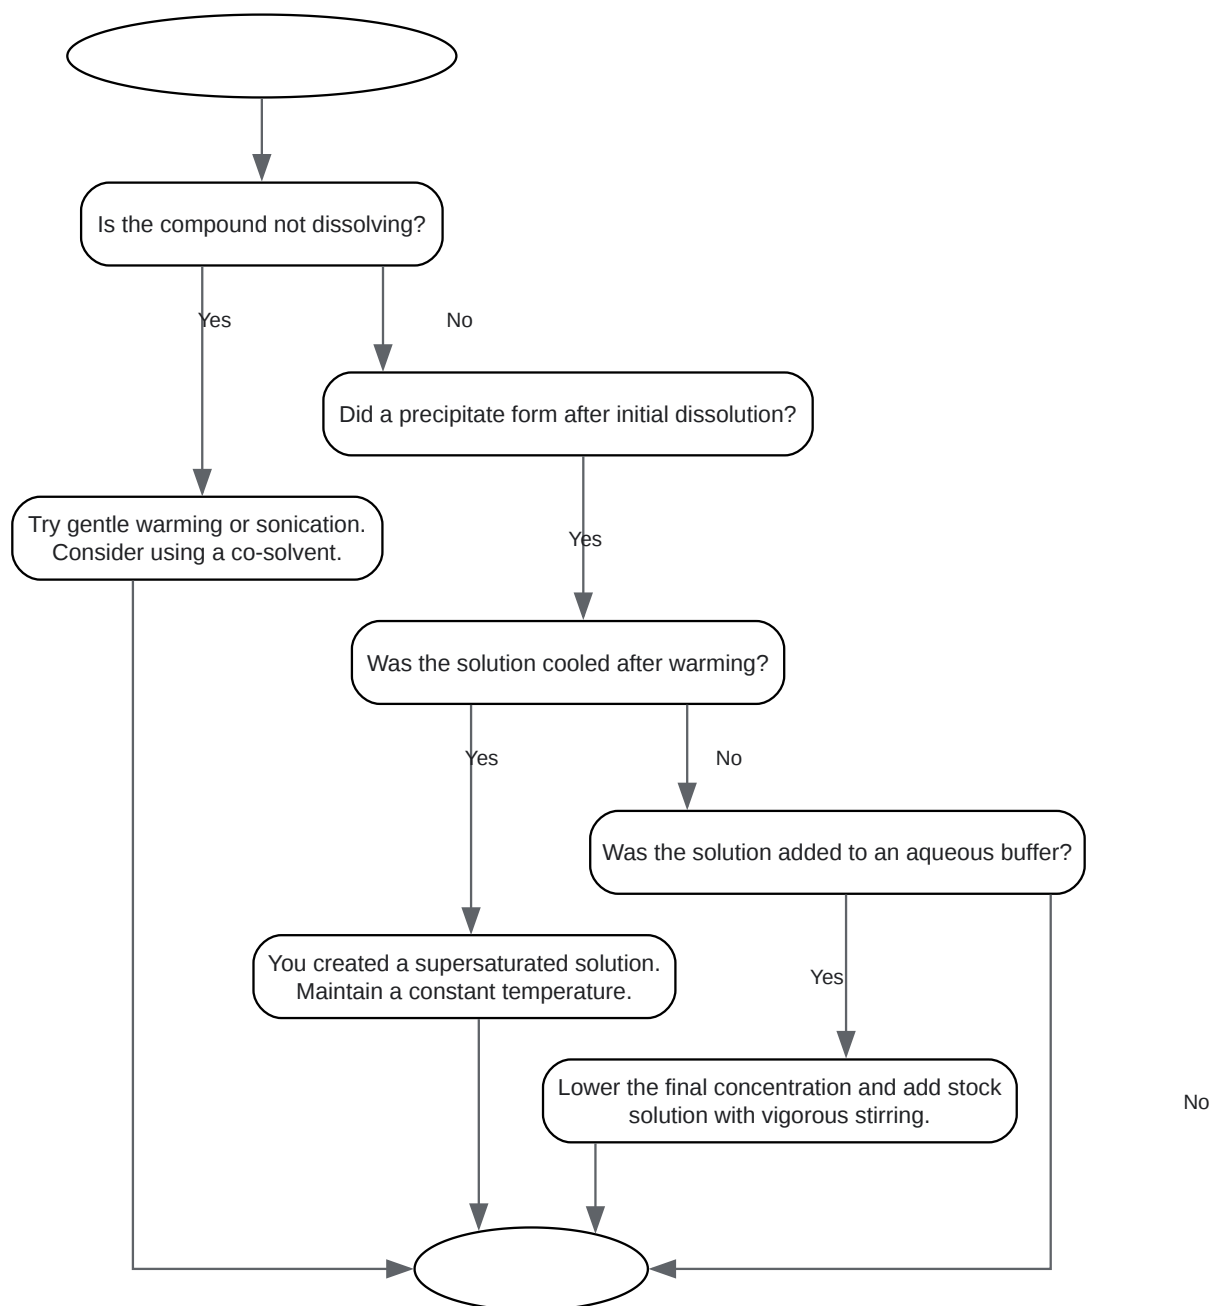 Is the compound not dissolving?
Yes
No
Did a precipitate form after initial dissolution?
Try gentle warming or sonication.
Consider using a co-solvent.
Yes
Was the solution cooled after warming?
Yes
No
Was the solution added to an aqueous buffer?
You created a supersaturated solution.
Maintain a constant temperature.
Yes
Lower the final concentration and add stock
solution with vigorous stirring.
No